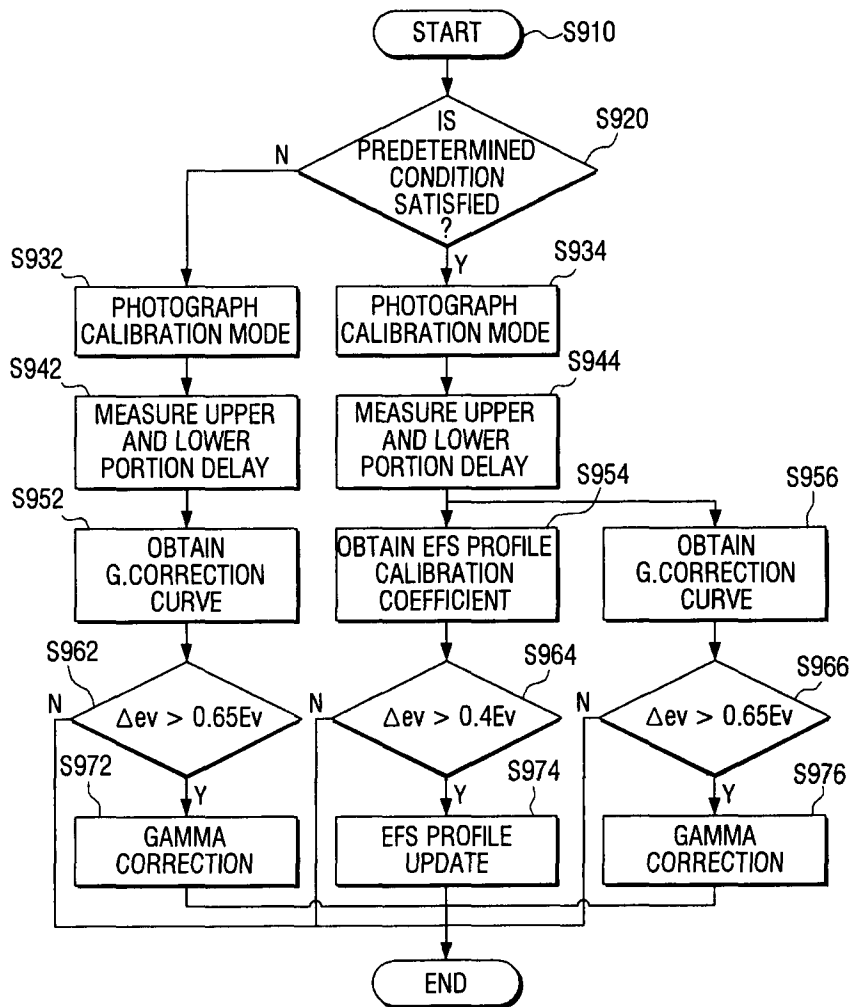 START
S910
IS
PREDETERMINED
CONDITION
SATISFIED
?
S920
N
Y
S932
PHOTOGRAPH
CALIBRATION MODE
S934
PHOTOGRAPH
CALIBRATION MODE
S942
MEASURE UPPER
AND LOWER
PORTION DELAY
S944
MEASURE UPPER
AND LOWER
PORTION DELAY
S952
OBTAIN
G.CORRECTION
CURVE
S954
OBTAIN EFS PROFILE
CALIBRATION
COEFFICIENT
S956
OBTAIN
G.CORRECTION
CURVE
S962
N
Δev > 0.65Ev
Y
S964
N
Δev > 0.4Ev
Y
S966
N
Δev > 0.65Ev
Y
S972
GAMMA
CORRECTION
S974
EFS PROFILE
UPDATE
S976
GAMMA
CORRECTION
END